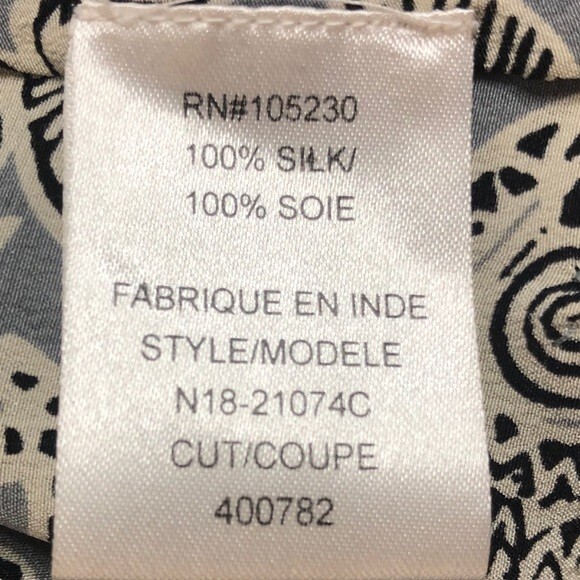 RN#105230
100% SILK/
100% SOIE
FABRIQUE EN INDE
STYLE/MODELE
N18-21074C
CUT/COUPE
400782